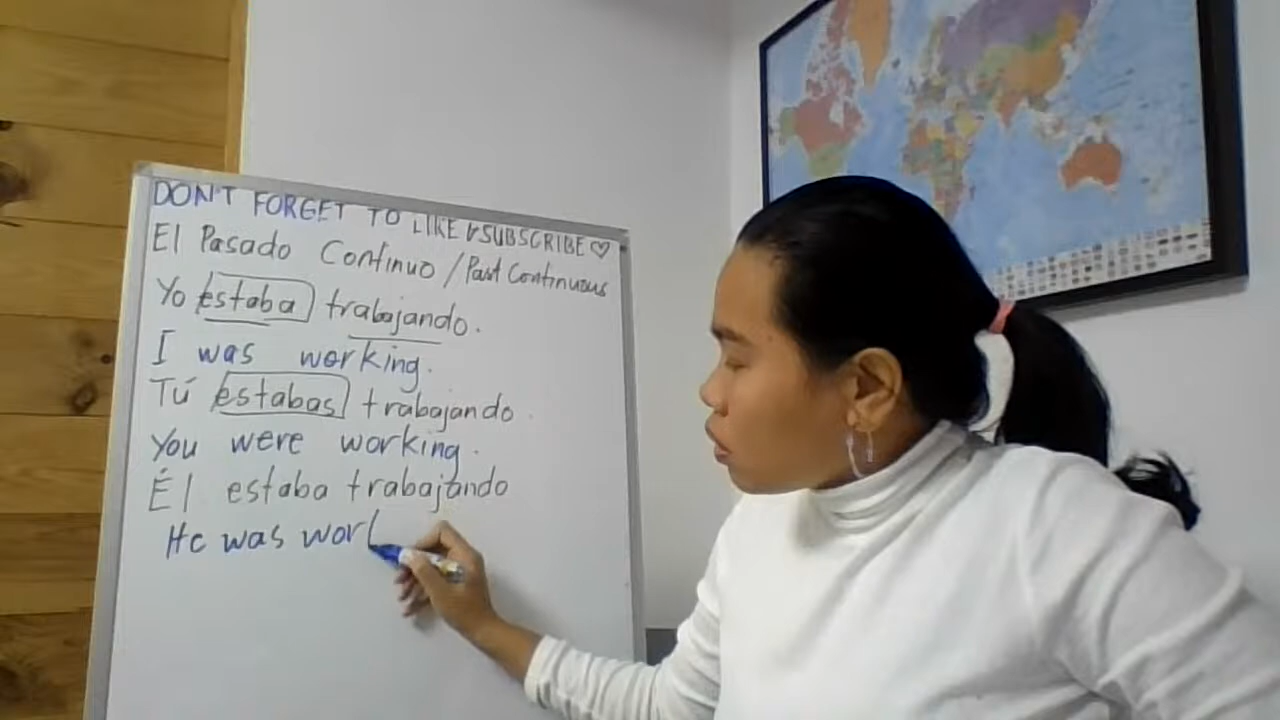 DON'T FORGET TO LIKE & SUBSCRIBE ♡
El Pasado Continuo / Past Continuous
Yo estaba trabajando.
I was working.
Tú estabas trabajando.
You were working.
Él estaba trabajando
He was work